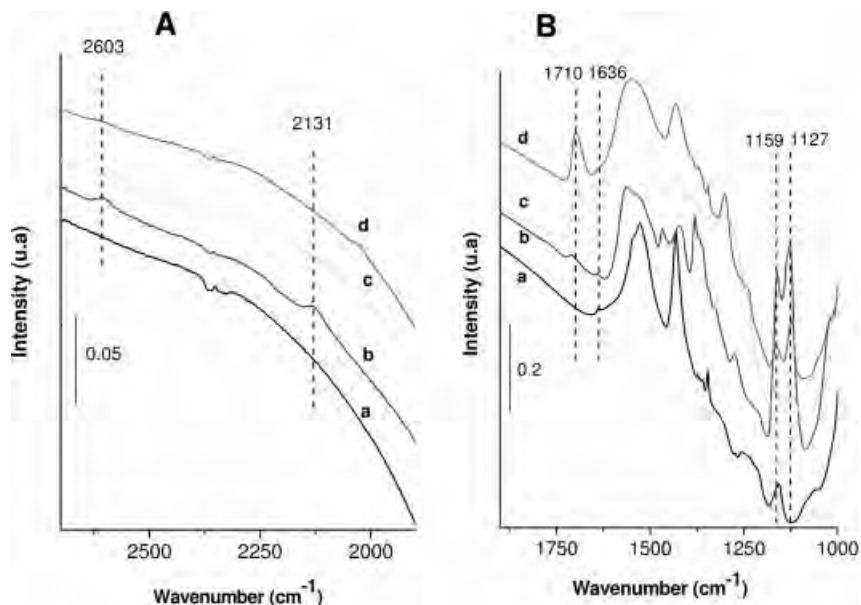 A
2603
2131
d
c
b
a
0.05
Intensity (u.a)
2500
2250
2000
Wavenumber (cm-1)
B
1710 1636
1159 1127
d
c
b
a
0.2
Intensity (u.a)
1750
1500
1250
1000
Wavenumber (cm-1)